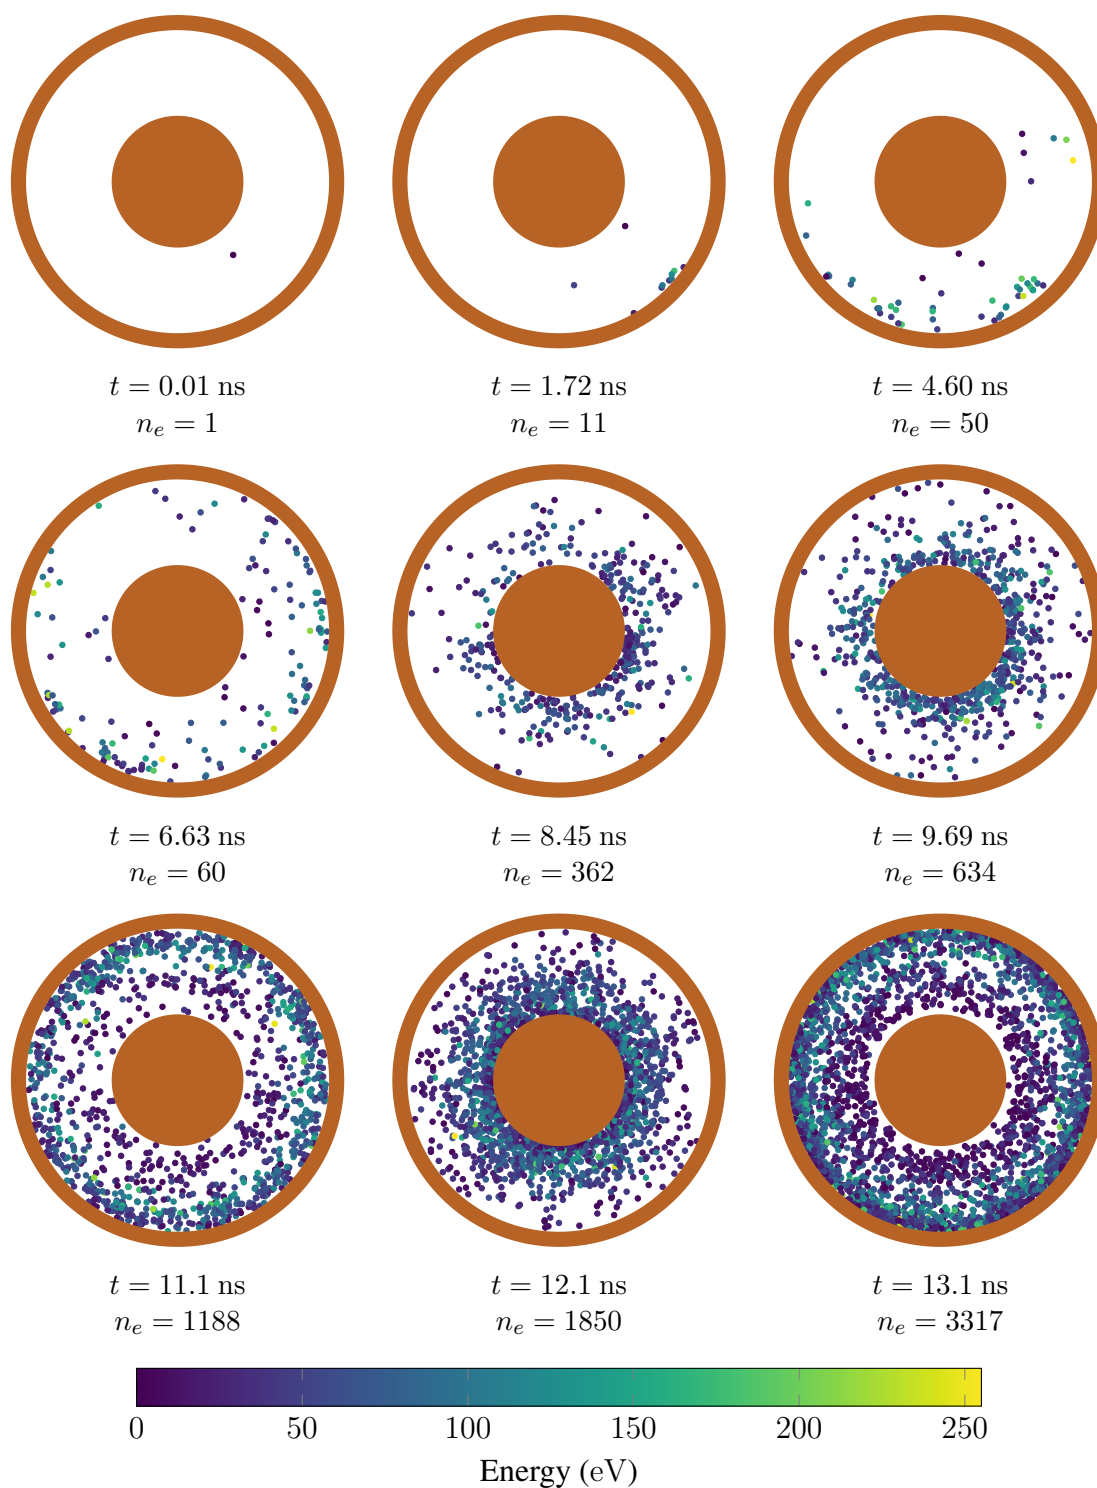 t = 0.01 ns
n_e = 1
t = 1.72 ns
n_e = 11
t = 4.60 ns
n_e = 50
t = 6.63 ns
n_e = 60
t = 8.45 ns
n_e = 362
t = 9.69 ns
n_e = 634
t = 11.1 ns
n_e = 1188
t = 12.1 ns
n_e = 1850
t = 13.1 ns
n_e = 3317
0 50 100 150 200 250
Energy (eV)